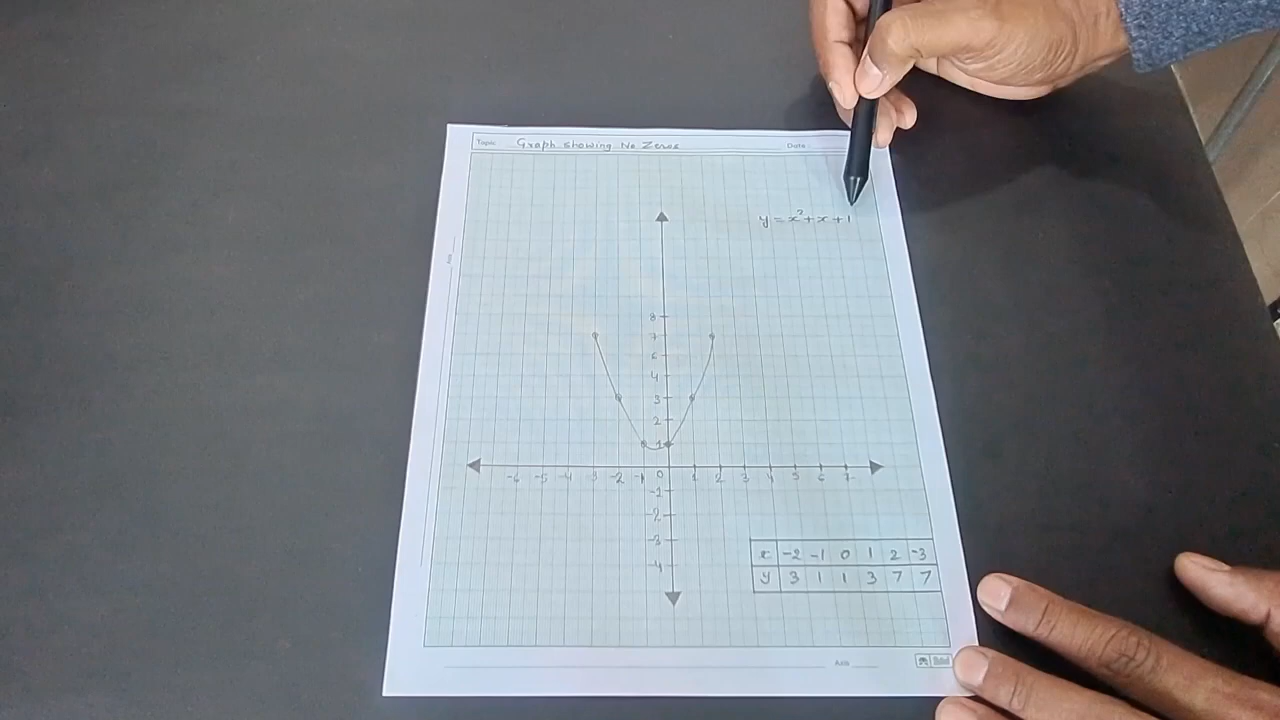 Topic Graph showing No Zeros Date
y = x² + x + 1
8
7
6
4
3
2
1
-6 -5 -4 -3 -2 -1 0 1 2 3 4 5 6 7
-1
-2
-3
-4
x -2 -1 0 1 2 -3
y 3 1 1 3 7 7